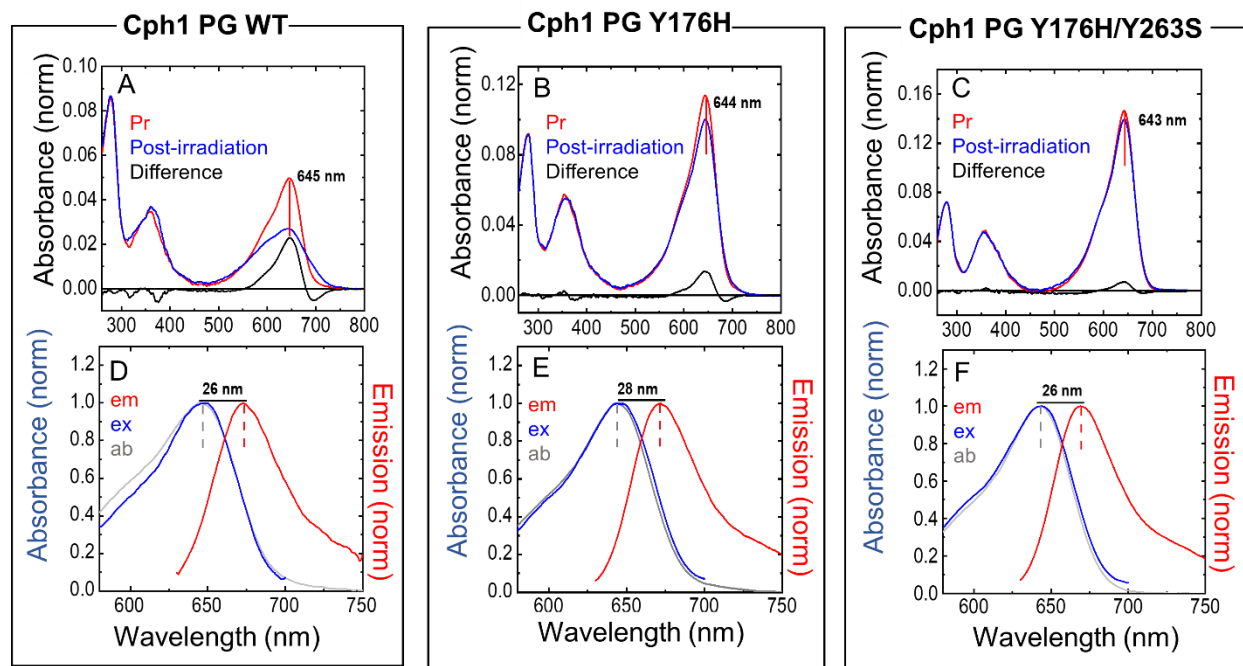 Cph1 PG WT
Absorbance (norm)
0.10
0.08
0.06
0.04
0.02
0.00
A
Pr
Post-irradiation
Difference
645 nm
300 400 500 600 700 800
Absorbance (norm)
1.2
1.0
0.8
0.6
0.4
0.2
0.0
D
26 nm
em
ex
ab
Emission (norm)
600 650 700 750
Wavelength (nm)
Cph1 PG Y176H
Absorbance (norm)
0.12
0.08
0.04
0.00
B
Pr
Post-irradiation
Difference
644 nm
300 400 500 600 700 800
Absorbance (norm)
1.2
1.0
0.8
0.6
0.4
0.2
0.0
E
28 nm
em
ex
ab
Emission (norm)
600 650 700 750
Wavelength (nm)
Cph1 PG Y176H/Y263S
Absorbance (norm)
0.16
0.12
0.08
0.04
0.00
C
Pr
Post-irradiation
Difference
643 nm
300 400 500 600 700 800
Absorbance (norm)
1.2
1.0
0.8
0.6
0.4
0.2
0.0
F
26 nm
em
ex
ab
Emission (norm)
600 650 700 750
Wavelength (nm)